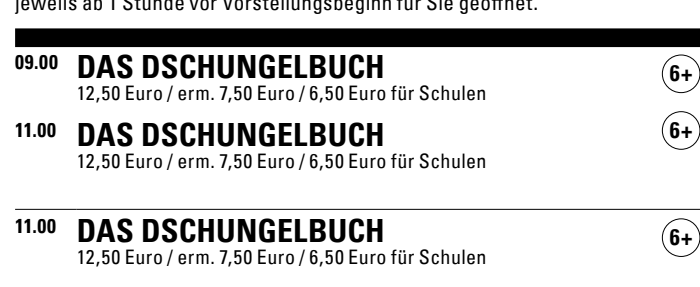 jeweils ab 1 Stunde vor Vorstellungsbeginn für Sie geöffnet.
09.00 DAS DSCHUNGELBUCH 6+
12,50 Euro / erm. 7,50 Euro / 6,50 Euro für Schulen
11.00 DAS DSCHUNGELBUCH 6+
12,50 Euro / erm. 7,50 Euro / 6,50 Euro für Schulen
11.00 DAS DSCHUNGELBUCH 6+
12,50 Euro / erm. 7,50 Euro / 6,50 Euro für Schulen